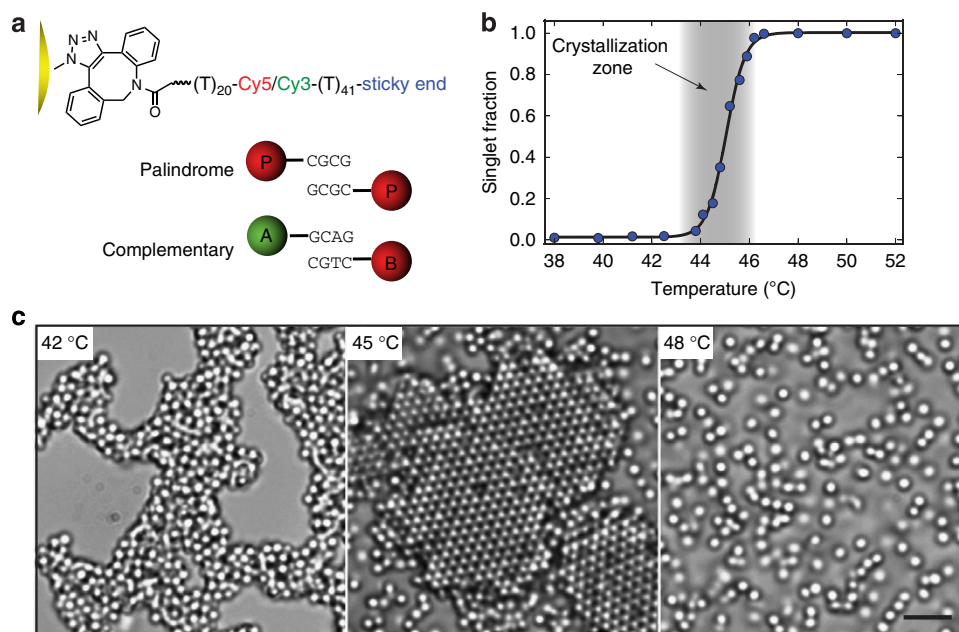 a
N N
N
N
O
(T)20-Cy5/Cy3-(T)41-sticky end
Palindrome
P CGCG
GCGC P
Complementary
A GCAG
CGTC B
b
Crystallization
zone
Singlet fraction
1.0
0.8
0.6
0.4
0.2
0.0
38 40 42 44 46 48 50 52
Temperature (°C)
c
42 °C
45 °C
48 °C